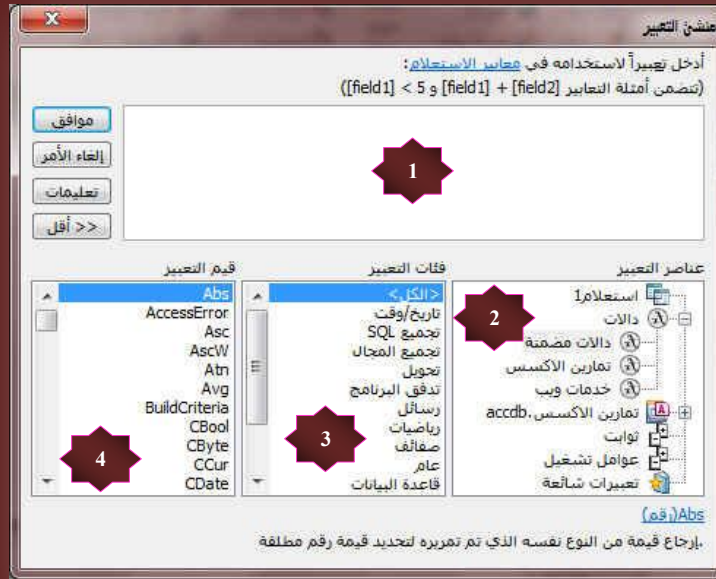 منشئ التعبير
أدخل تعبيراً لاستخدامه في معايير الاستعلام:
(تتضمن أمثلة التعابير [field1] + [field2] و [field1] < 5)
موافق
إلغاء الأمر
تعليمات
<< أقل
1
عناصر التعبير
استعلام1
دالات
دالات مضمنة
تمارين الاكسس
خدمات ويب
تمارين الاكسس.accdb
ثوابت
عوامل تشغيل
تعبيرات شائعة
2
فئات التعبير
<الكل>
تاريخ/وقت
تجميع SQL
تجميع المجال
تحويل
تدفق البرنامج
رسائل
رياضيات
صفائف
عام
قاعدة البيانات
3
قيم التعبير
Abs
AccessError
Asc
AscW
Atn
Avg
BuildCriteria
CBool
CByte
CCur
CDate
4
Abs(رقم)
إرجاع قيمة من النوع نفسه الذي تم تمريره لتحديد قيمة رقم مطلقة.